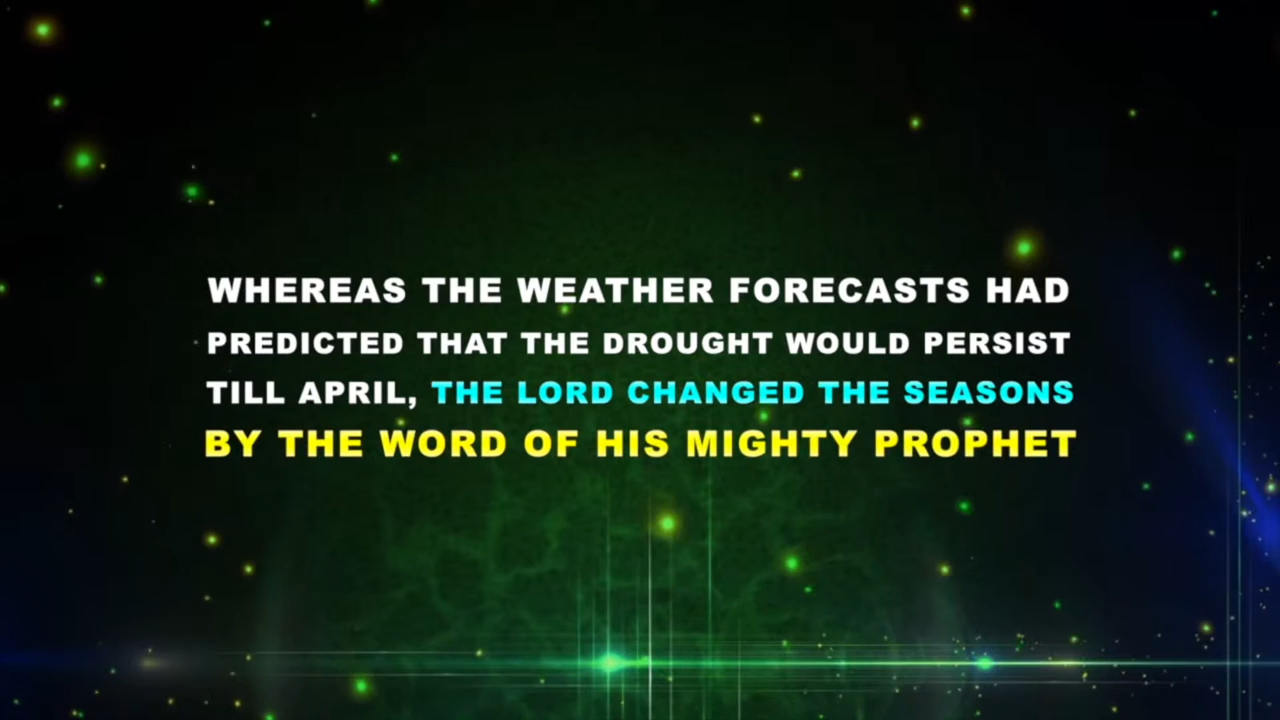 WHEREAS THE WEATHER FORECASTS HAD
PREDICTED THAT THE DROUGHT WOULD PERSIST
TILL APRIL, THE LORD CHANGED THE SEASONS
BY THE WORD OF HIS MIGHTY PROPHET